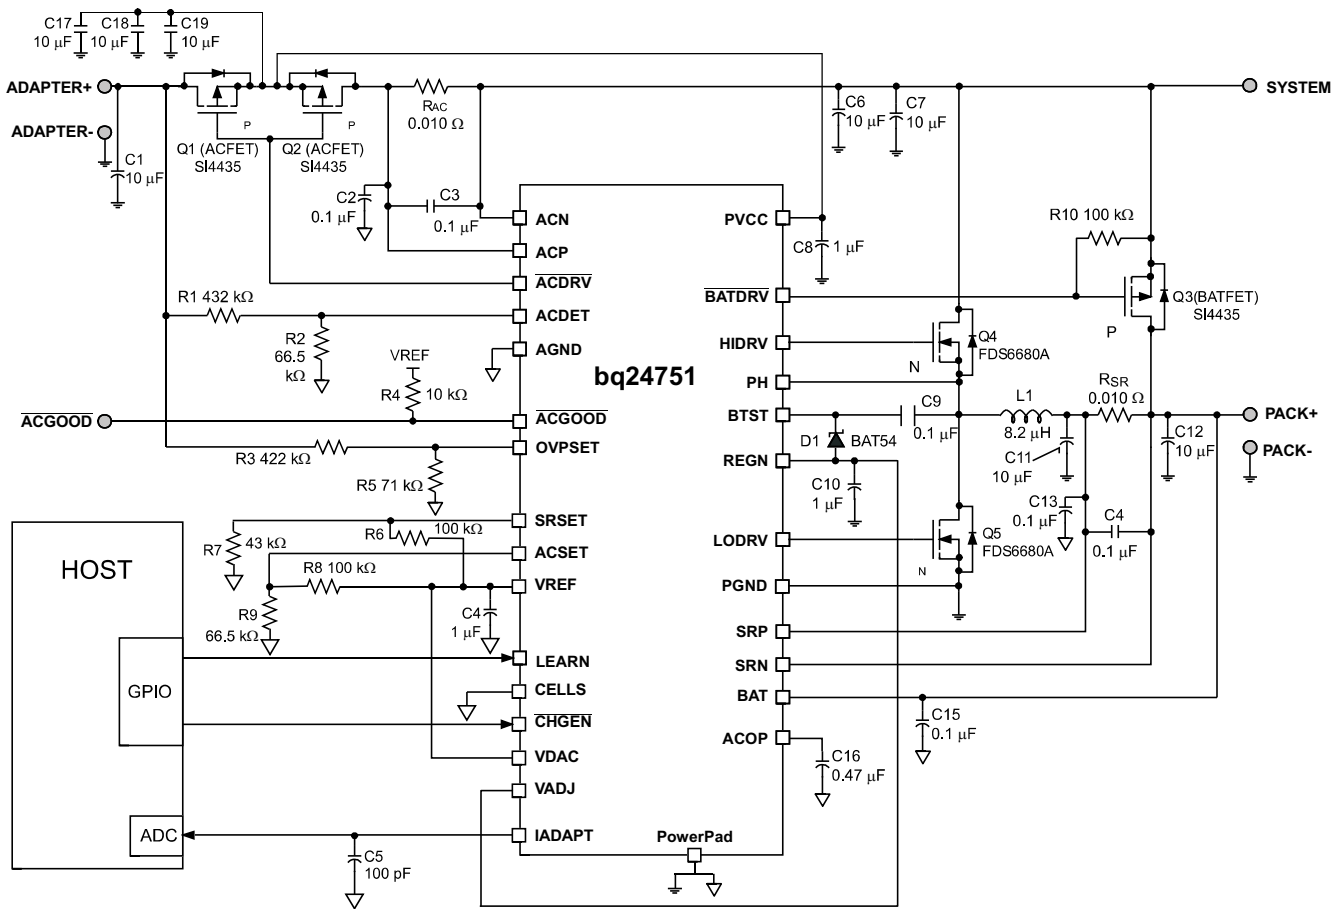 C17
10 µF
C18
10 µF
C19
10 µF
ADAPTER+
ADAPTER-
C1
10 µF
P
P
Q1 (ACFET)
SI4435
Q2 (ACFET)
SI4435
RAC
0.010 Ω
C6
10 µF
C7
10 µF
SYSTEM
C2
0.1 µF
C3
0.1 µF
ACN
ACP
ACDRV
R1 432 kΩ
ACDET
R2
66.5
kΩ
AGND
VREF
R4
10 kΩ
ACGOOD
ACGOOD
R3 422 kΩ
OVPSET
R5 71 kΩ
bq24751
PVCC
C8
1 µF
R10 100 kΩ
BATDRV
Q3(BATFET)
SI4435
P
HIDRV
Q4
FDS6680A
N
PH
BTST
C9
0.1 µF
L1
8.2 µH
RSR
0.010 Ω
PACK+
PACK-
D1
BAT54
REGN
C10
1 µF
C11
10 µF
C12
10 µF
C13
0.1 µF
C4
0.1 µF
LODRV
Q5
FDS6680A
N
PGND
SRP
SRN
BAT
C15
0.1 µF
ACOP
C16
0.47 µF
SRSET
R6
100 kΩ
R7
43 kΩ
ACSET
R8 100 kΩ
VREF
R9
66.5 kΩ
C4
1 µF
HOST
GPIO
LEARN
CELLS
CHGEN
VDAC
VADJ
ADC
IADAPT
C5
100 pF
PowerPad